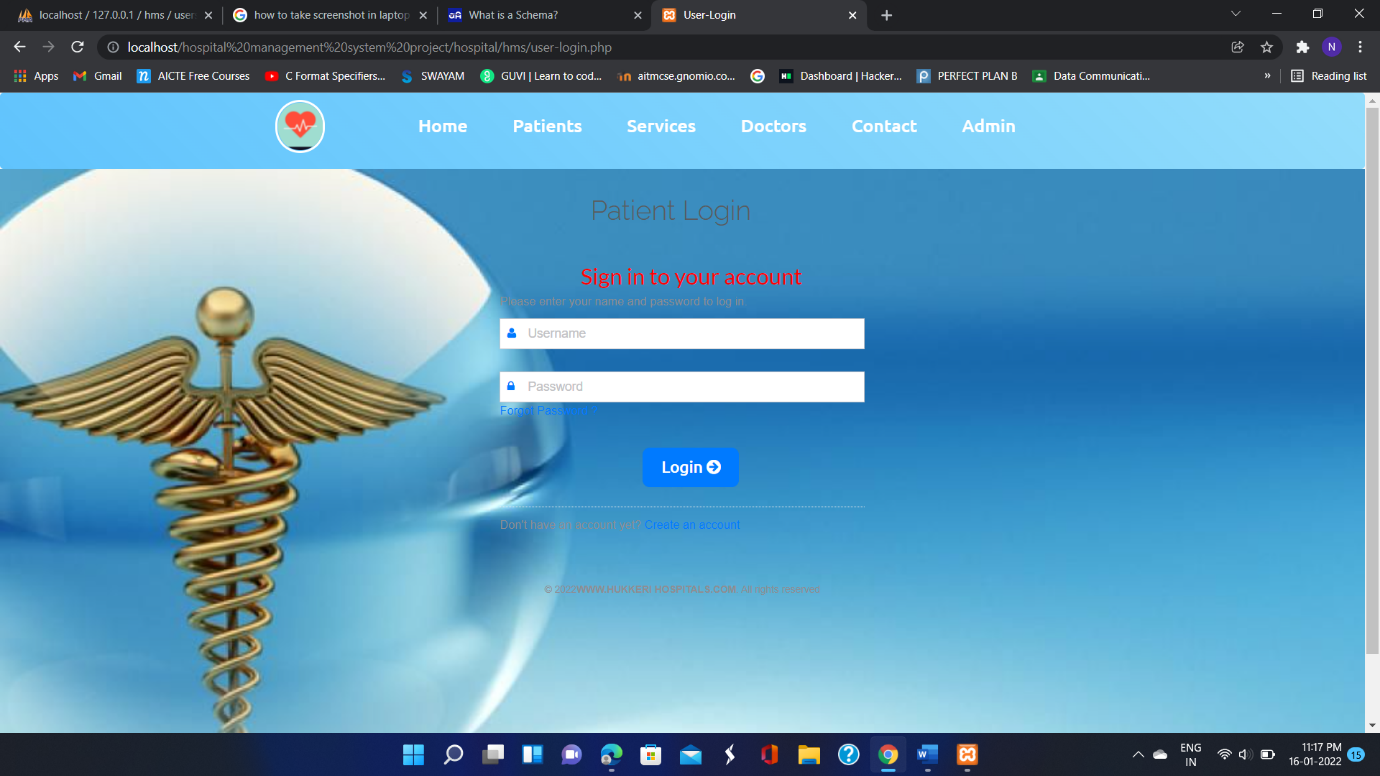 localhost / 127.0.0.1 / hms / user
how to take screenshot in laptop
What is a Schema?
User-Login
localhost/hospital%20management%20system%20project/hospital/hms/user-login.php
N
Apps
Gmail
AICTE Free Courses
C Format Specifiers...
SWAYAM
GUVI | Learn to cod...
aitmcse.gnomio.co...
Dashboard | Hacker...
PERFECT PLAN B
Data Communicati...
»
Reading list
Home
Patients
Services
Doctors
Contact
Admin
Patient Login
Sign in to your account
Please enter your name and password to log in.
Username
Password
Forgot Password ?
Login
Don't have an account yet? Create an account
© 2022WWW.HUKKERI HOSPITALS.COM. All rights reserved
ENG
IN
11:17 PM
16-01-2022
15